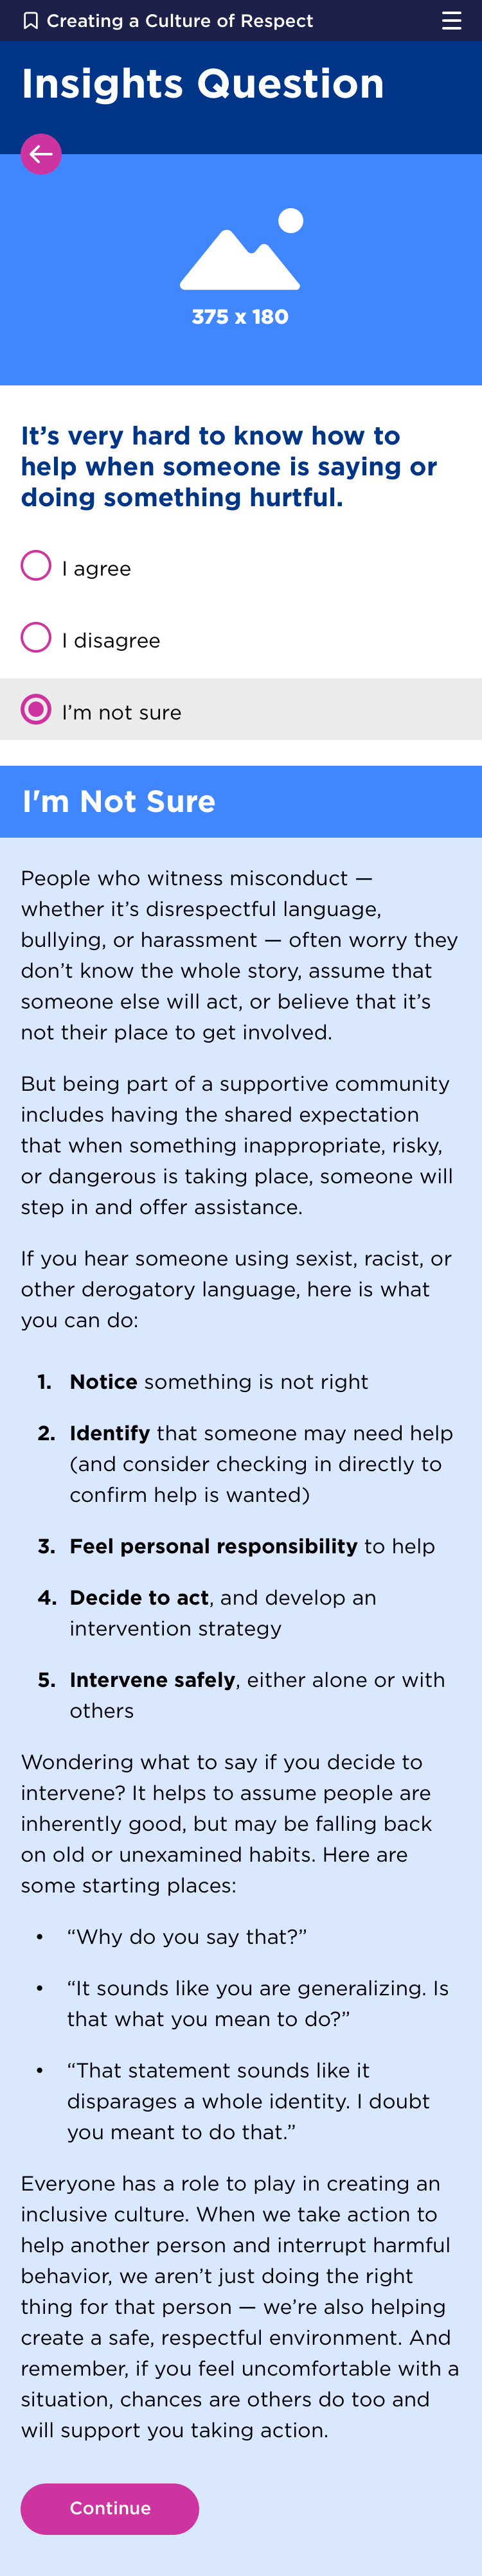 Creating a Culture of Respect
Insights Question
375 x 180
It’s very hard to know how to
help when someone is saying or
doing something hurtful.
I agree
I disagree
I’m not sure
I'm Not Sure
People who witness misconduct —
whether it’s disrespectful language,
bullying, or harassment — often worry they
don’t know the whole story, assume that
someone else will act, or believe that it’s
not their place to get involved.
But being part of a supportive community
includes having the shared expectation
that when something inappropriate, risky,
or dangerous is taking place, someone will
step in and offer assistance.
If you hear someone using sexist, racist, or
other derogatory language, here is what
you can do:
1. Notice something is not right
2. Identify that someone may need help
(and consider checking in directly to
confirm help is wanted)
3. Feel personal responsibility to help
4. Decide to act, and develop an
intervention strategy
5. Intervene safely, either alone or with
others
Wondering what to say if you decide to
intervene? It helps to assume people are
inherently good, but may be falling back
on old or unexamined habits. Here are
some starting places:
• “Why do you say that?”
• “It sounds like you are generalizing. Is
that what you mean to do?”
• “That statement sounds like it
disparages a whole identity. I doubt
you meant to do that.”
Everyone has a role to play in creating an
inclusive culture. When we take action to
help another person and interrupt harmful
behavior, we aren’t just doing the right
thing for that person — we’re also helping
create a safe, respectful environment. And
remember, if you feel uncomfortable with a
situation, chances are others do too and
will support you taking action.
Continue